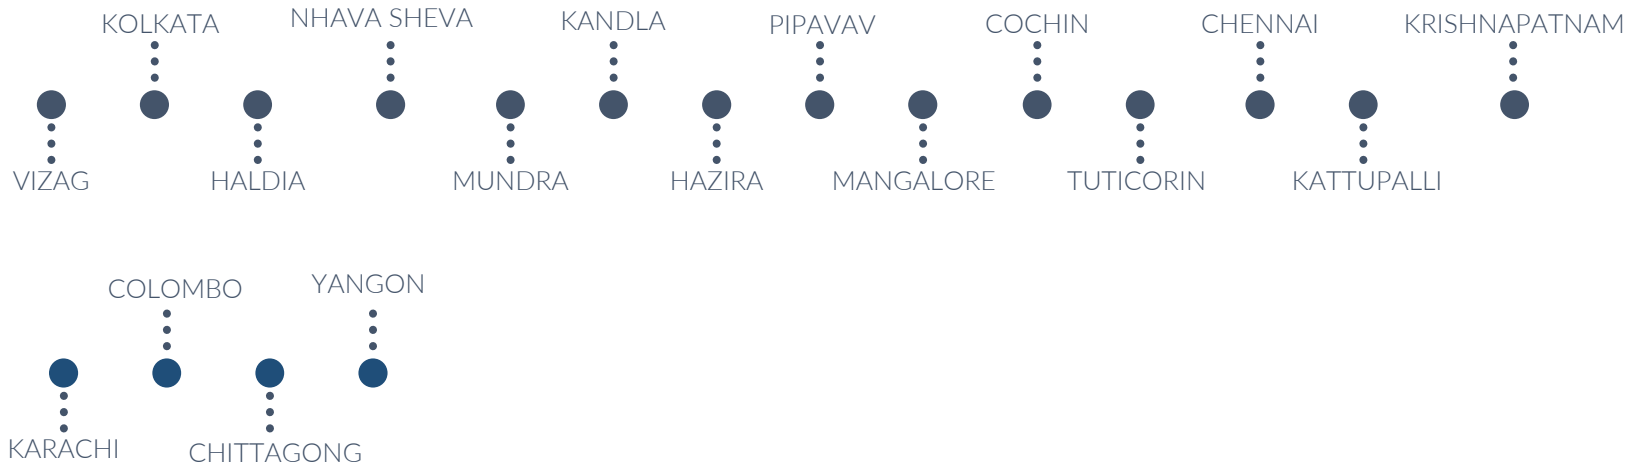 KOLKATA NHAVA SHEVA KANDLA PIPAVAV COCHIN CHENNAI KRISHNAPATNAM
VIZAG HALDIA MUNDRA HAZIRA MANGALORE TUTICORIN KATTUPALLI
COLOMBO YANGON
KARACHI CHITTAGONG